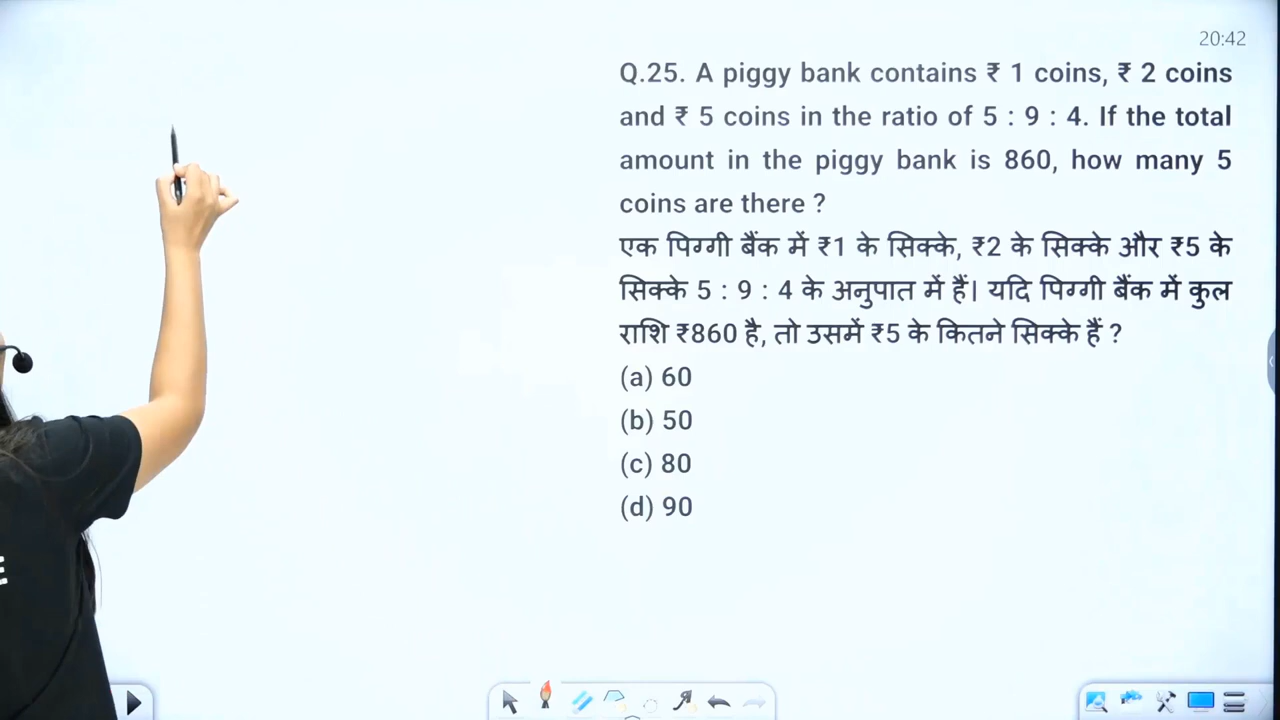 20:42
Q.25. A piggy bank contains ₹ 1 coins, ₹ 2 coins
and ₹ 5 coins in the ratio of 5 : 9 : 4. If the total
amount in the piggy bank is 860, how many 5
coins are there ?
एक पिग्गी बैंक में ₹1 के सिक्के, ₹2 के सिक्के और ₹5 के
सिक्के 5 : 9 : 4 के अनुपात में हैं। यदि पिग्गी बैंक में कुल
राशि ₹860 है, तो उसमें ₹5 के कितने सिक्के हैं ?
(a) 60
(b) 50
(c) 80
(d) 90
E